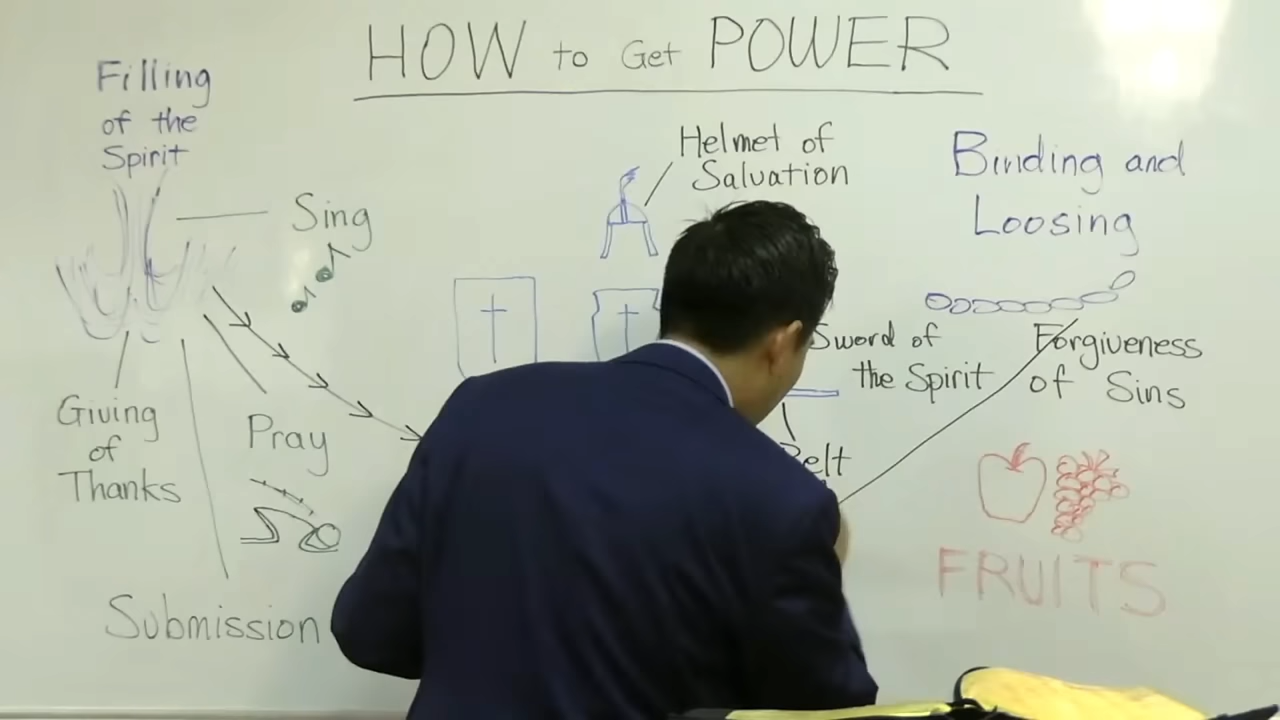 HOW to Get POWER
Filling
of the
Spirit
Sing
Giving
of
Thanks
Pray
Submission
Helmet of
Salvation
Sword of
the Spirit
Belt
Binding and
Loosing
Forgiveness
of Sins
FRUITS